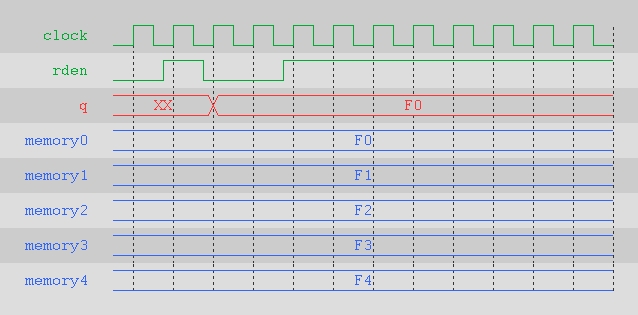 clock
rden
q XX F0
memory0 F0
memory1 F1
memory2 F2
memory3 F3
memory4 F4